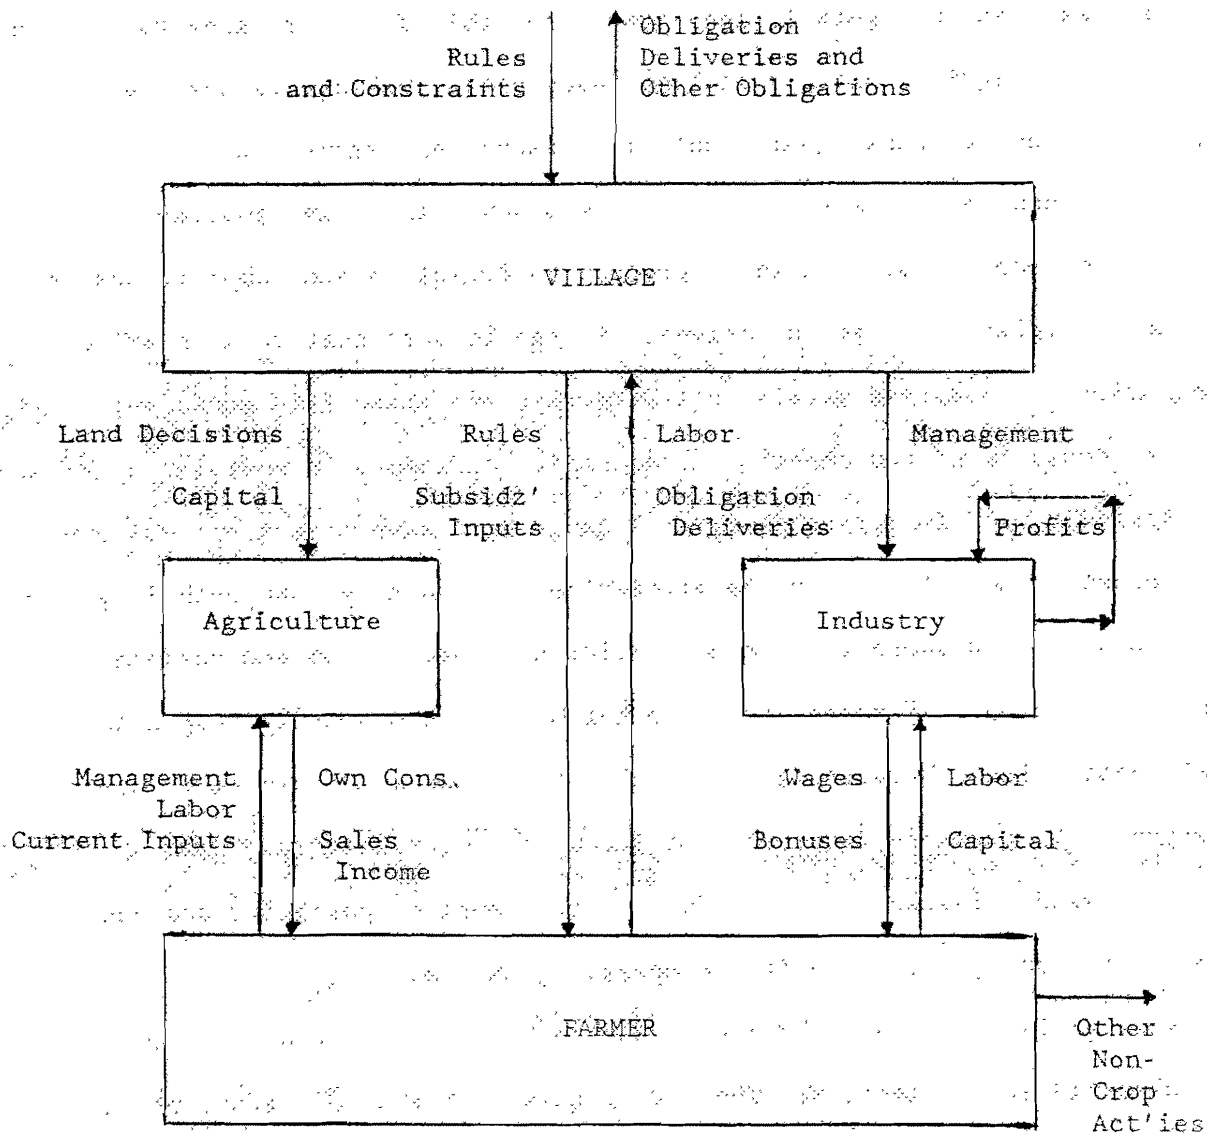 Rules
and Constraints
Obligation
Deliveries and
Other Obligations
VILLAGE
Land Decisions
Capital
Rules
Subsidz'
Inputs
Labor
Obligation
Deliveries
Management
Profits
Agriculture
Industry
Management
Labor
Current Inputs
Own Cons.
Sales
Income
Wages
Bonuses
Labor
Capital
FARMER
Other
Non-
Crop
Act'ies